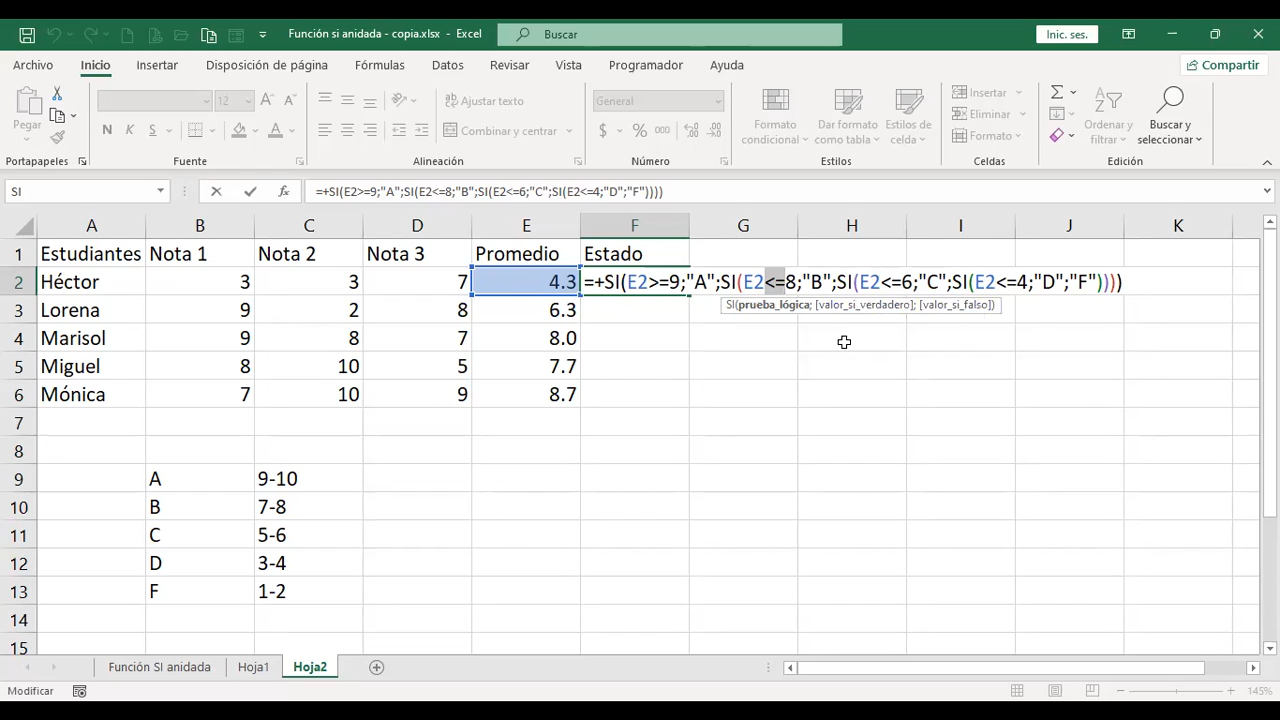 Función si anidada - copia.xlsx - Excel
Buscar
Inic. ses.
Archivo Inicio Insertar Disposición de página Fórmulas Datos Revisar Vista Programador Ayuda Compartir
Pegar
12
N K S
Ajustar texto
Combinar y centrar
General
$ % 000
Formato condicional
Dar formato como tabla
Estilos de celda
Insertar
Eliminar
Formato
Ordenar y filtrar
Buscar y seleccionar
Portapapeles Fuente Alineación Número Estilos Celdas Edición
SI =+SI(E2>=9;"A";SI(E2<=8;"B";SI(E2<=6;"C";SI(E2<=4;"D";"F"))))
A B C D E F G H I J K
1 Estudiantes Nota 1 Nota 2 Nota 3 Promedio Estado
2 Héctor 3 3 7 4.3 =+SI(E2>=9;"A";SI(E2<=8;"B";SI(E2<=6;"C";SI(E2<=4;"D";"F"))))
SI(prueba_lógica; [valor_si_verdadero]; [valor_si_falso])
3 Lorena 9 2 8 6.3
4 Marisol 9 8 7 8.0
5 Miguel 8 10 5 7.7
6 Mónica 7 10 9 8.7
7
8
9 A 9-10
10 B 7-8
11 C 5-6
12 D 3-4
13 F 1-2
14
15
Función SI anidada Hoja1 Hoja2
Modificar 145%